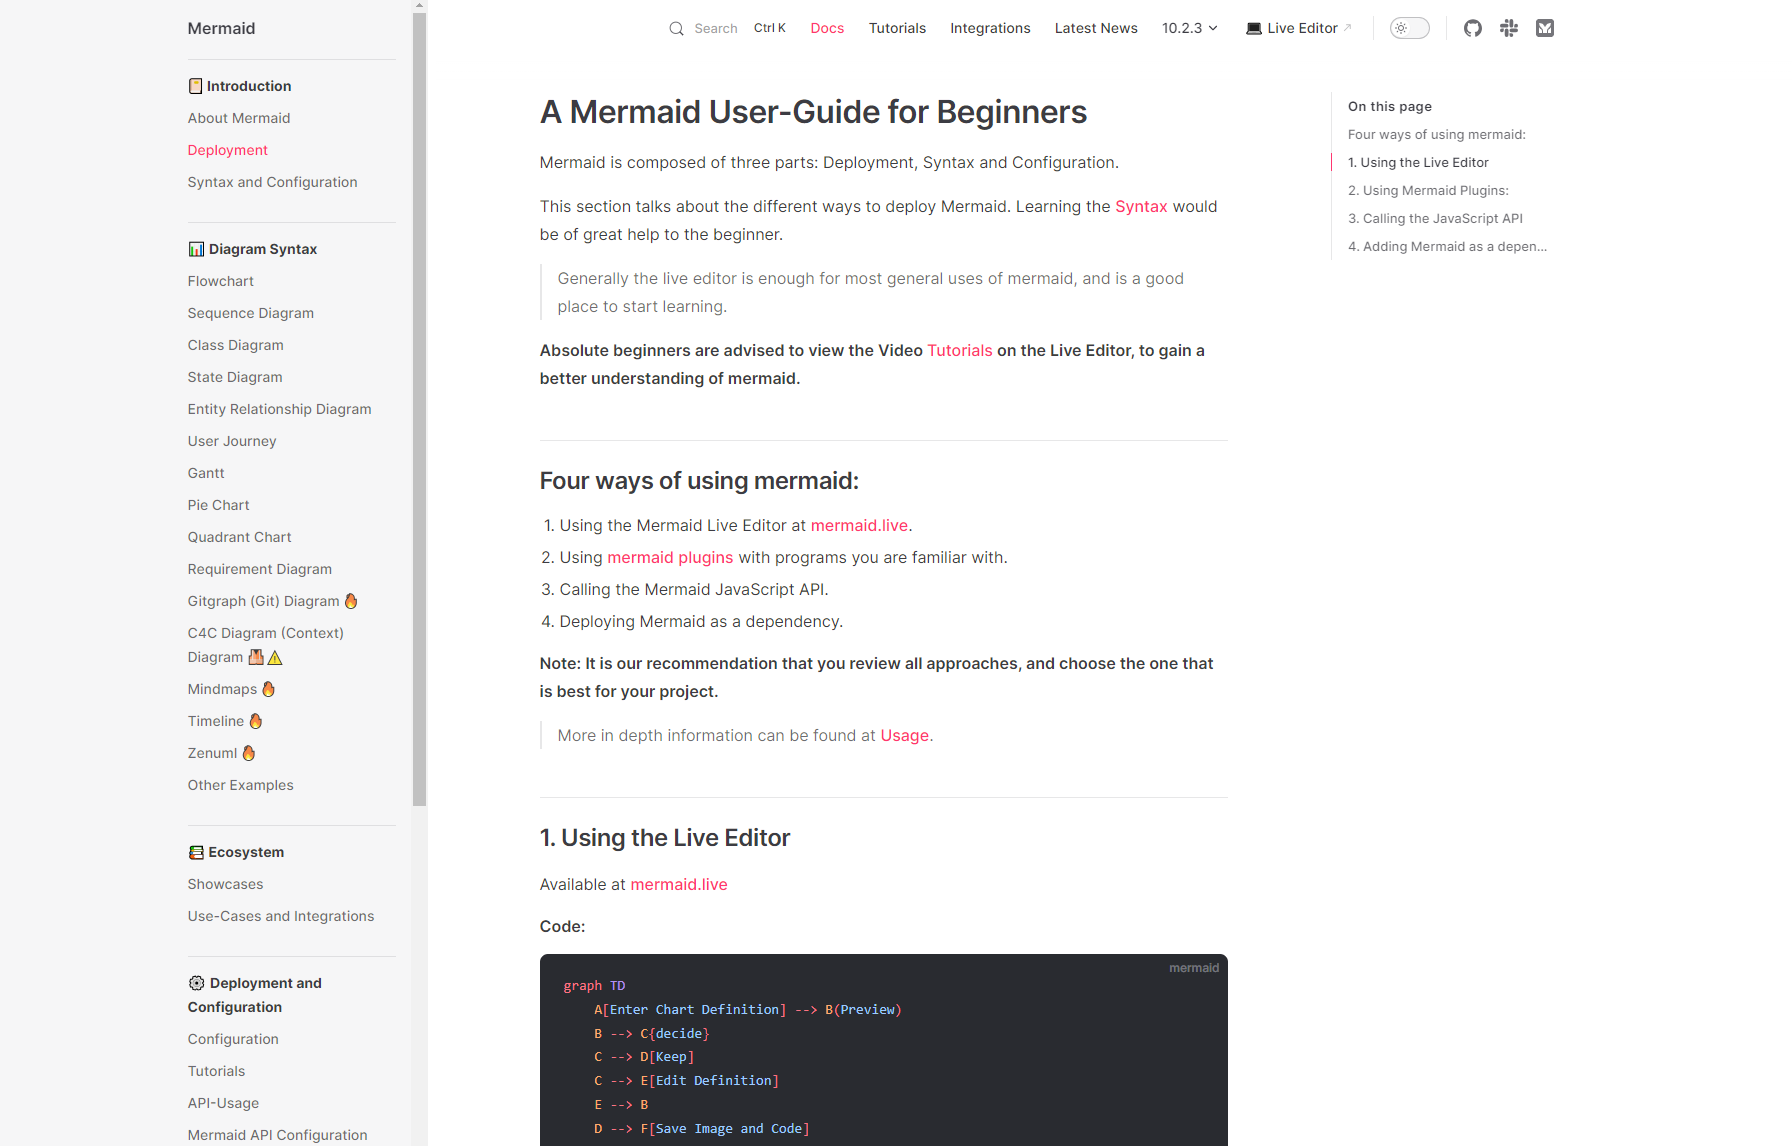 Mermaid
Search Ctrl K Docs Tutorials Integrations Latest News 10.2.3 Live Editor
Introduction
About Mermaid
Deployment
Syntax and Configuration
Diagram Syntax
Flowchart
Sequence Diagram
Class Diagram
State Diagram
Entity Relationship Diagram
User Journey
Gantt
Pie Chart
Quadrant Chart
Requirement Diagram
Gitgraph (Git) Diagram 🔥
C4C Diagram (Context)
Diagram 🦺⚠️
Mindmaps 🔥
Timeline 🔥
Zenuml 🔥
Other Examples
Ecosystem
Showcases
Use-Cases and Integrations
Deployment and
Configuration
Configuration
Tutorials
API-Usage
Mermaid API Configuration
A Mermaid User-Guide for Beginners
Mermaid is composed of three parts: Deployment, Syntax and Configuration.
This section talks about the different ways to deploy Mermaid. Learning the Syntax would
be of great help to the beginner.
Generally the live editor is enough for most general uses of mermaid, and is a good
place to start learning.
Absolute beginners are advised to view the Video Tutorials on the Live Editor, to gain a
better understanding of mermaid.
Four ways of using mermaid:
1. Using the Mermaid Live Editor at mermaid.live.
2. Using mermaid plugins with programs you are familiar with.
3. Calling the Mermaid JavaScript API.
4. Deploying Mermaid as a dependency.
Note: It is our recommendation that you review all approaches, and choose the one that
is best for your project.
More in depth information can be found at Usage.
1. Using the Live Editor
Available at mermaid.live
Code:
mermaid
graph TD
A[Enter Chart Definition] --> B(Preview)
B --> C{decide}
C --> D[Keep]
C --> E[Edit Definition]
E --> B
D --> F[Save Image and Code]
On this page
Four ways of using mermaid:
1. Using the Live Editor
2. Using Mermaid Plugins:
3. Calling the JavaScript API
4. Adding Mermaid as a depen...